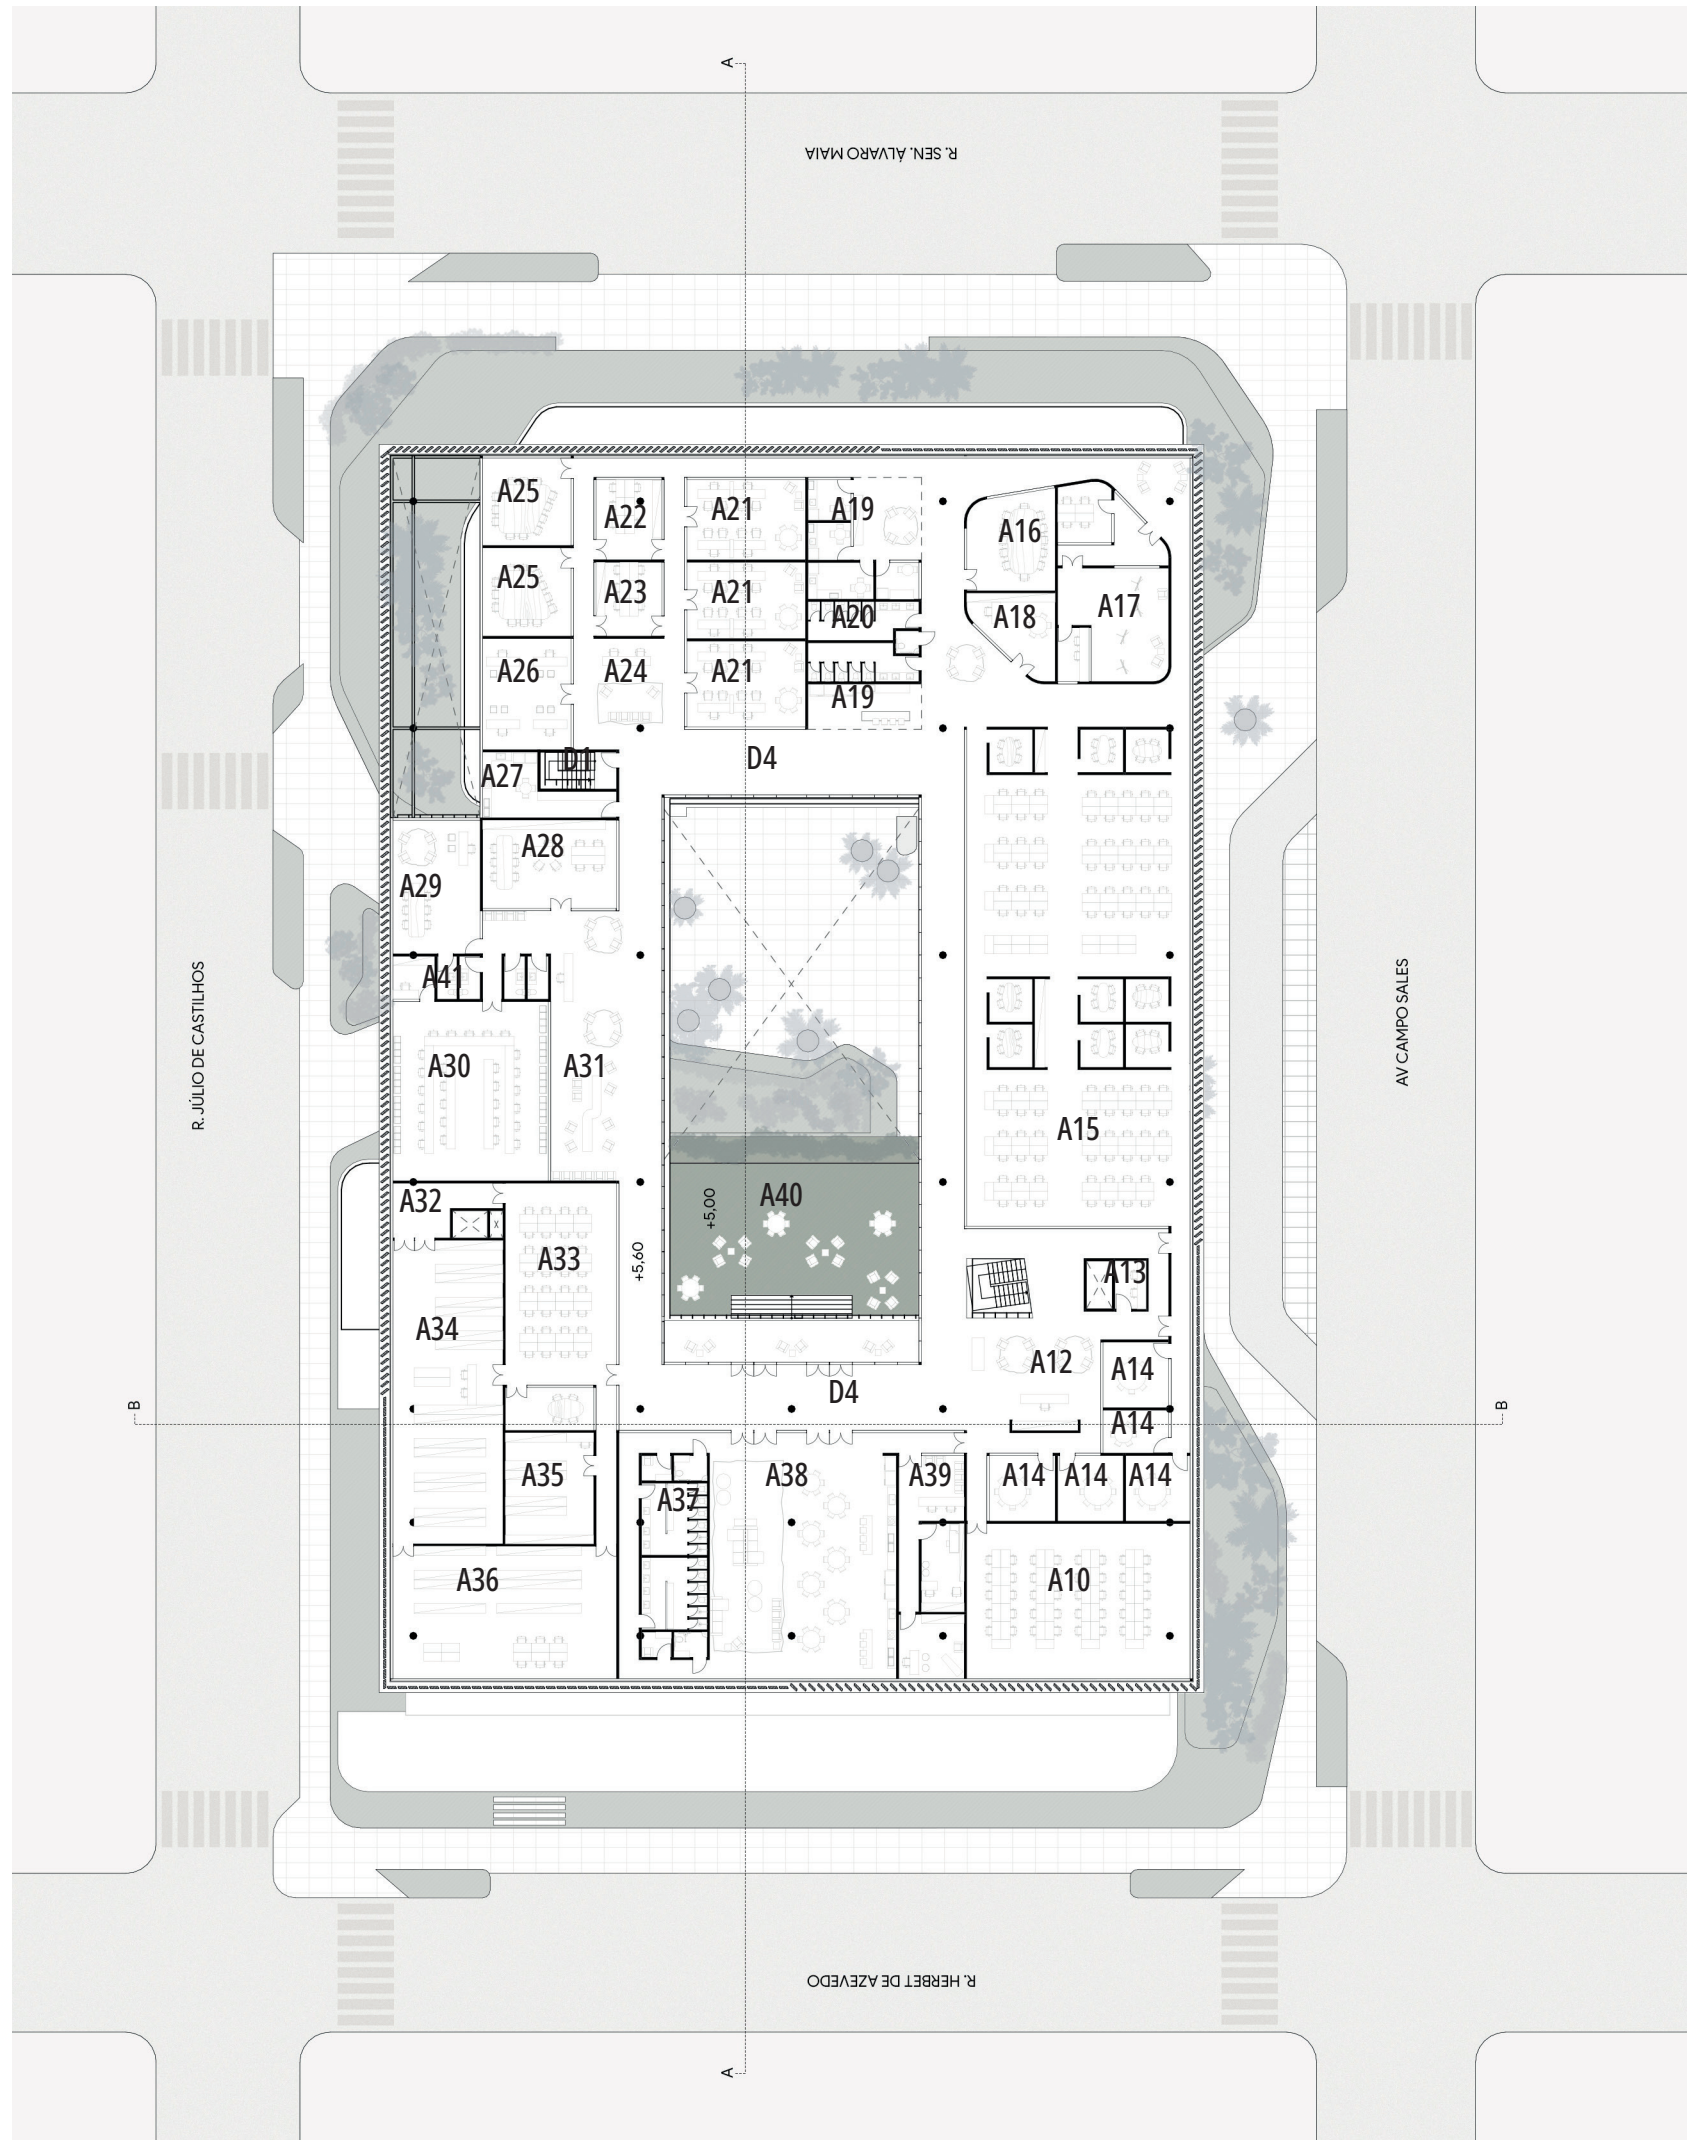 A
R. SEN. ÁLVARO MAIA
A25
A22
A21
A19
A16
A25
A23
A21
A20
A18
A17
A26
A24
A21
A19
D1
D4
A27
A28
A29
A41
R. JÚLIO DE CASTILHOS
AV CAMPO SALES
A30
A31
A15
A32
+5,00
A40
A33
+5,60
A13
A34
A12
A14
D4
B
B
A14
A35
A37
A38
A39
A14
A14
A14
A36
A10
R. HERBET DE AZEVEDO
A